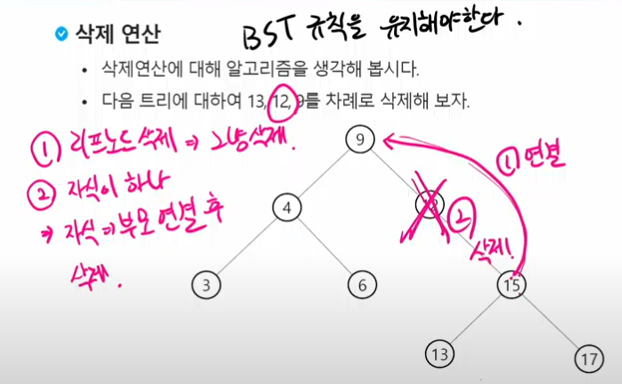 삭제 연산
BST 규칙을 유지해야한다.
• 삭제연산에 대해 알고리즘을 생각해 봅시다.
• 다음 트리에 대하여 13, 12, 9를 차례로 삭제해 보자.
① 리프노드 삭제 ⇒ 그냥 삭제.
② 자식이 하나
⇒ 자식⇒부모 연결 후
삭제.
9
① 연결
4
②
삭제
3
6
15
13
17